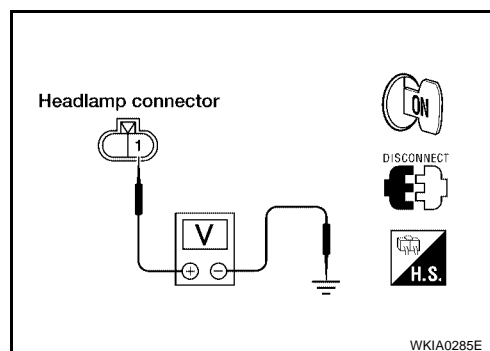 Headlamp connector
1
V
+ −
ON
DISCONNECT
H.S.
WKIA0285E